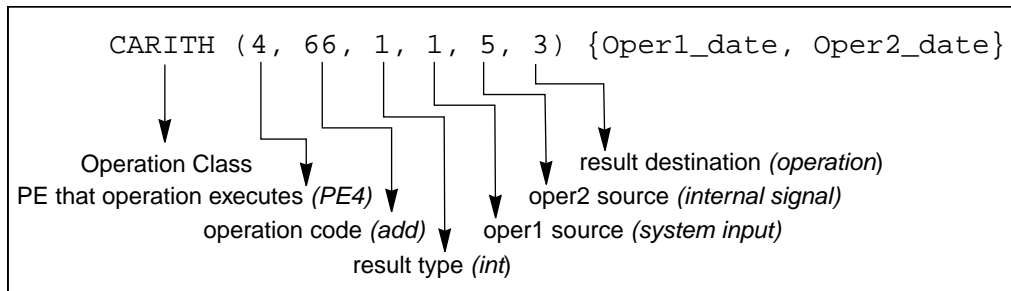 CARITH (4, 66, 1, 1, 5, 3) {Oper1_date, Oper2_date}
Operation Class
result destination (operation)
PE that operation executes (PE4)
oper2 source (internal signal)
operation code (add)
oper1 source (system input)
result type (int)